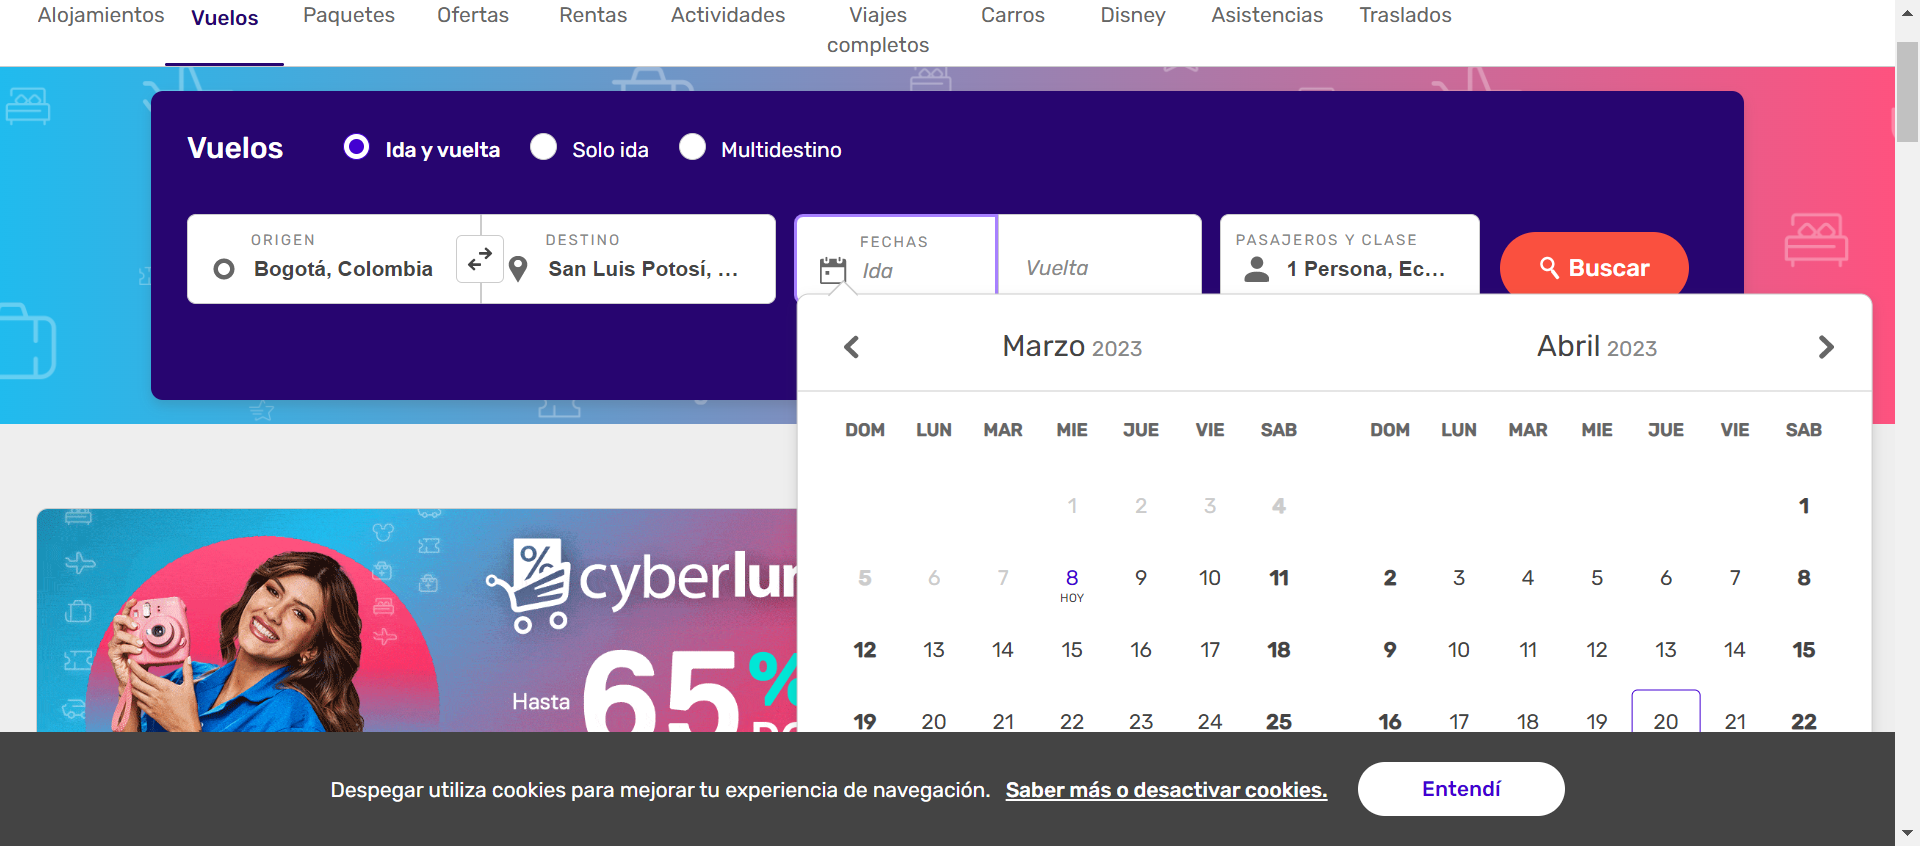 Alojamientos Vuelos Paquetes Ofertas Rentas Actividades Viajes completos Carros Disney Asistencias Traslados
Vuelos Ida y vuelta Solo ida Multidestino
ORIGEN DESTINO FECHAS PASAJEROS Y CLASE
Bogotá, Colombia San Luis Potosí, ... Ida Vuelta 1 Persona, Ec... Buscar
Marzo 2023 Abril 2023
DOM LUN MAR MIE JUE VIE SAB DOM LUN MAR MIE JUE VIE SAB
1 2 3 4 1
5 6 7 8 9 10 11 2 3 4 5 6 7 8
HOY
12 13 14 15 16 17 18 9 10 11 12 13 14 15
19 20 21 22 23 24 25 16 17 18 19 20 21 22
cyberlun
Hasta 65%
Despegar utiliza cookies para mejorar tu experiencia de navegación. Saber más o desactivar cookies. Entendí